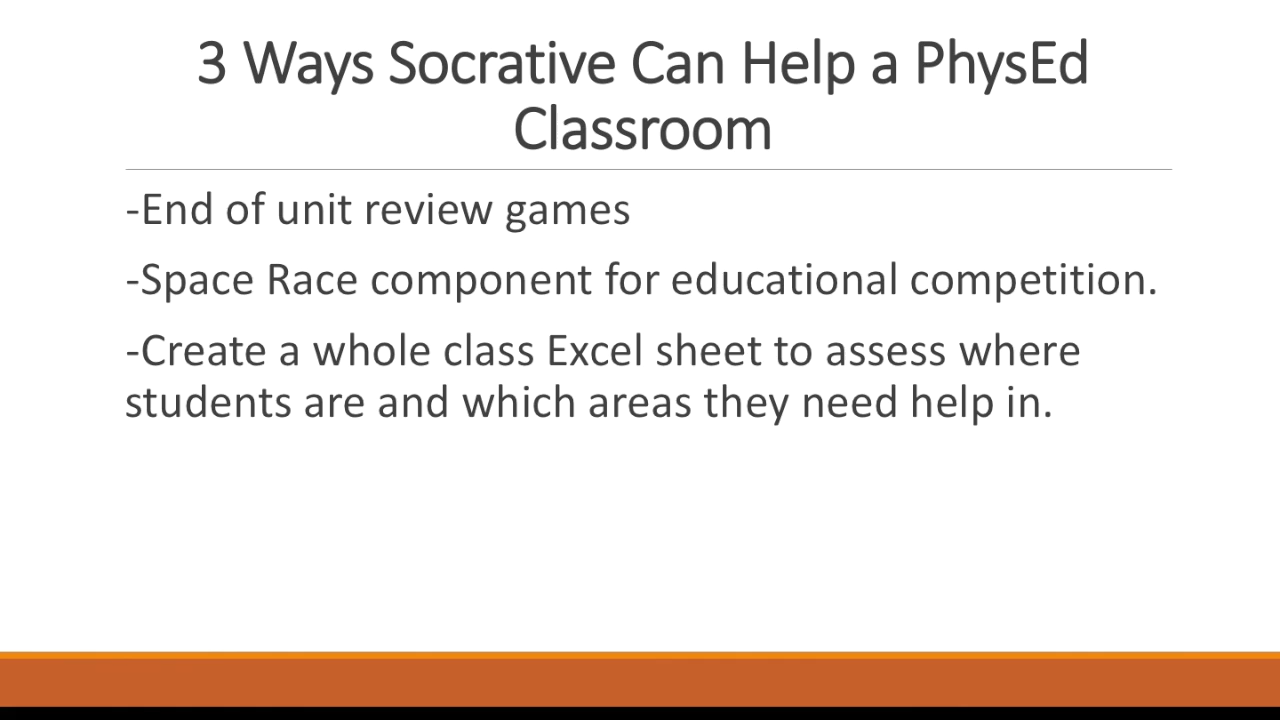 3 Ways Socrative Can Help a PhysEd
Classroom
-End of unit review games
-Space Race component for educational competition.
-Create a whole class Excel sheet to assess where
students are and which areas they need help in.